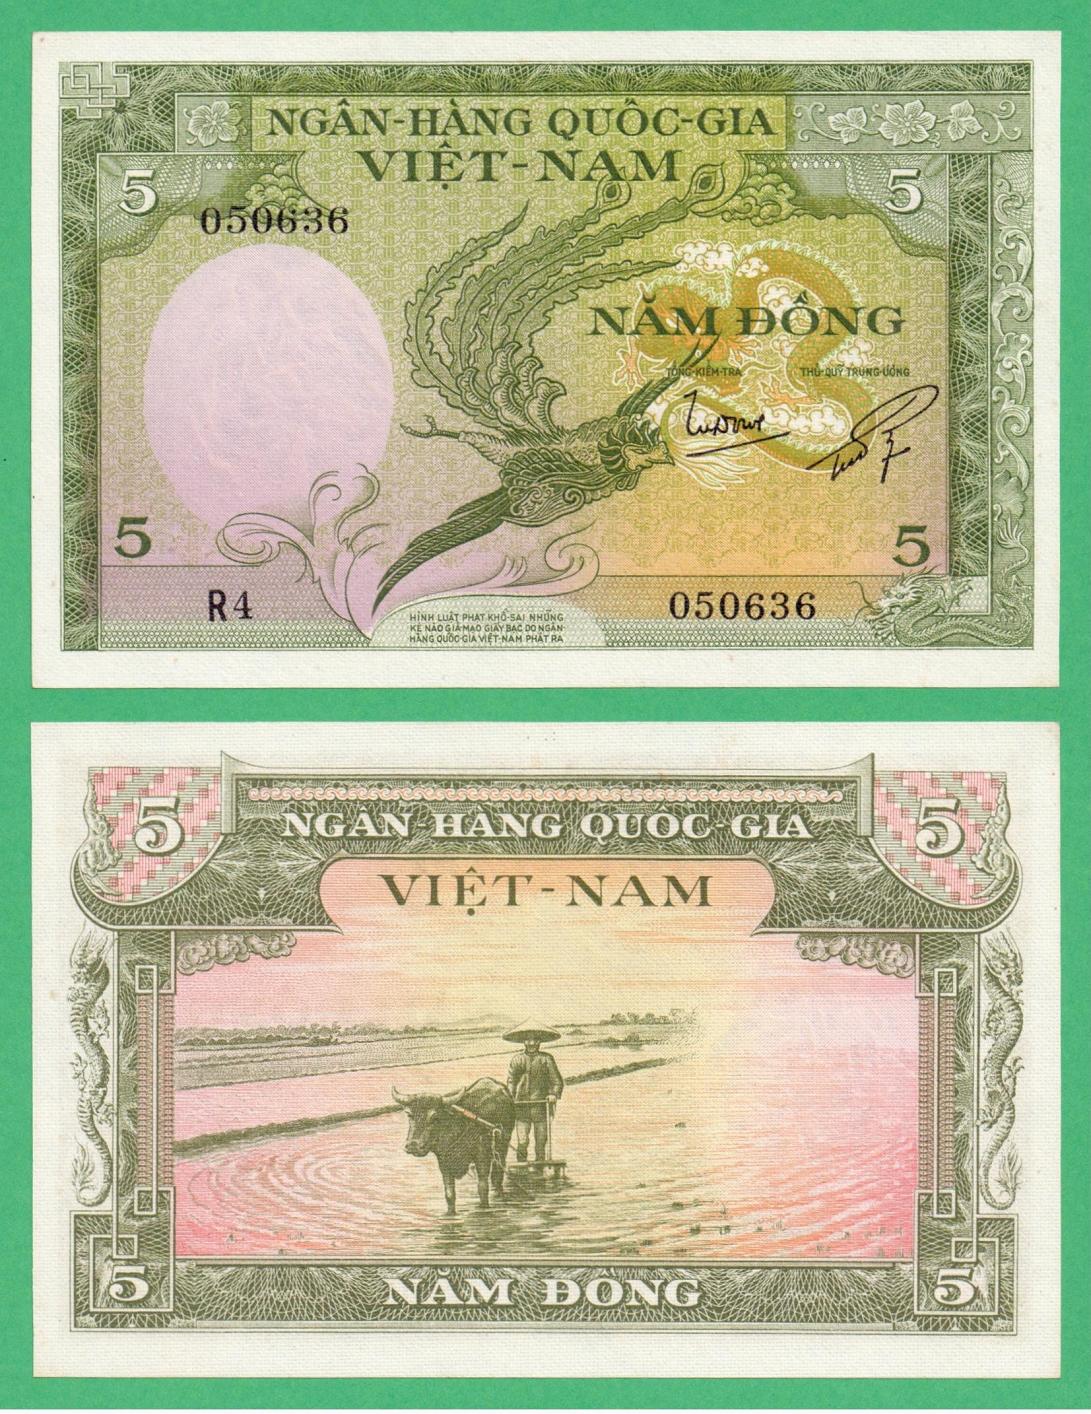 NGÂN-HÀNG QUỐC-GIA
VIỆT-NAM
5
5
050636
NĂM ĐỒNG
TỔNG-KIỂM-TRA
THỦ-QUỸ TRUNG-ƯƠNG
5
5
R4
050636
HÌNH LUẬT PHẠT KHỔ-SAI NHỮNG
KẺ NÀO GIẢ-MẠO GIẤY BẠC DO NGÂN-
HÀNG QUỐC-GIA VIỆT-NAM PHÁT RA
5
5
NGÂN-HÀNG QUỐC-GIA
VIỆT-NAM
5
NĂM ĐỒNG
5